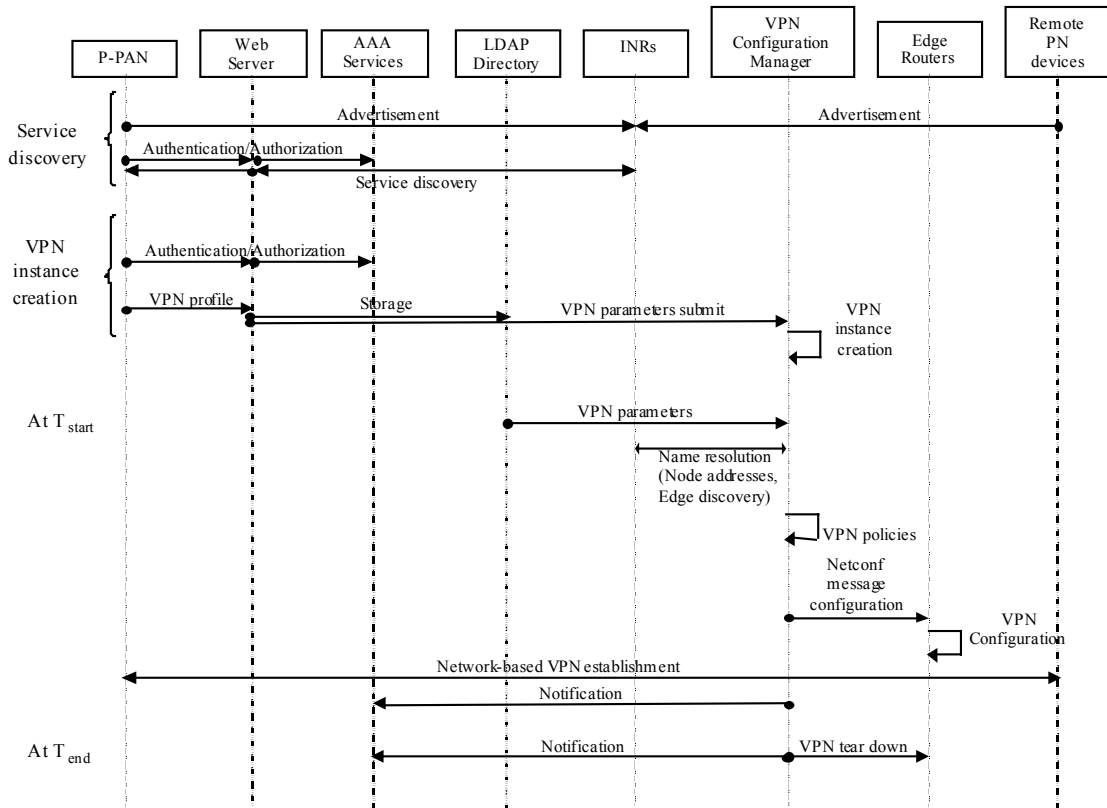 P-PAN
Web
Server
AAA
Services
LDAP
Directory
INRs
VPN
Configuration
Manager
Edge
Routers
Remote
PN
devices
Service
discovery
Advertisement
Advertisement
Authentication/Authorization
Service discovery
VPN
instance
creation
Authentication/Authorization
VPN profile
Storage
VPN parameters submit
VPN
instance
creation
At T start
VPN parameters
Name resolution
(Node addresses,
Edge discovery)
VPN policies
Netconf
message
configuration
VPN
Configuration
Network-based VPN establishment
Notification
At T end
Notification
VPN tear down